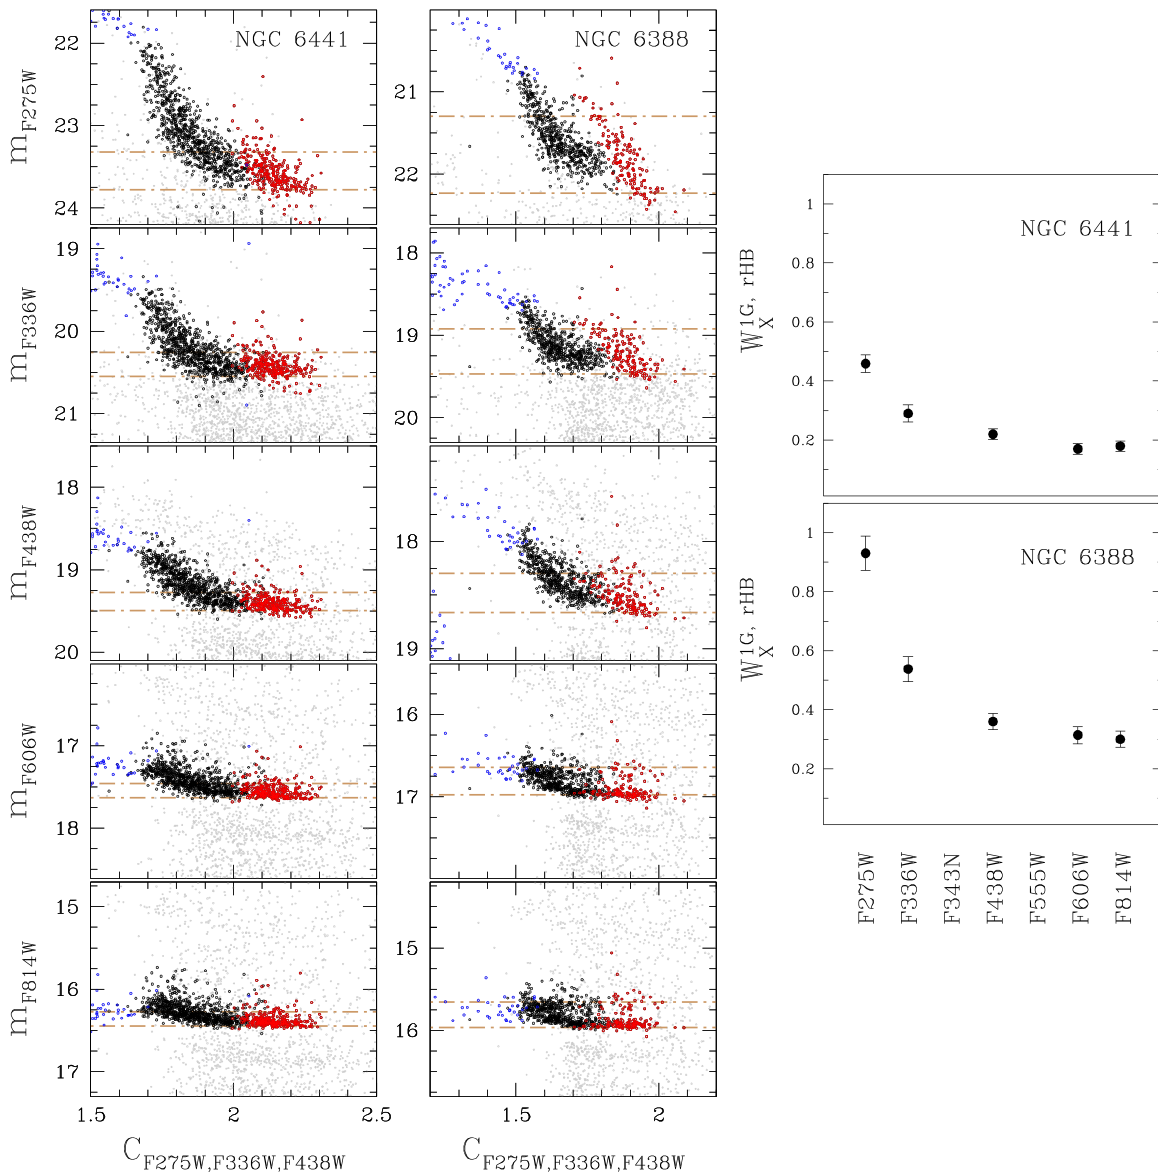 NGC 6441
NGC 6388
m_F275W
22
23
24
21
22
m_F336W
19
20
21
18
19
20
m_F438W
18
19
20
18
19
m_F606W
17
18
16
17
m_F814W
15
16
17
15
16
1.5
2
2.5
1.5
2
C_F275W,F336W,F438W
C_F275W,F336W,F438W
W_X^1G, rHB
NGC 6441
1
0.8
0.6
0.4
0.2
W_X^1G, rHB
NGC 6388
1
0.8
0.6
0.4
0.2
F275W
F336W
F343N
F438W
F555W
F606W
F814W